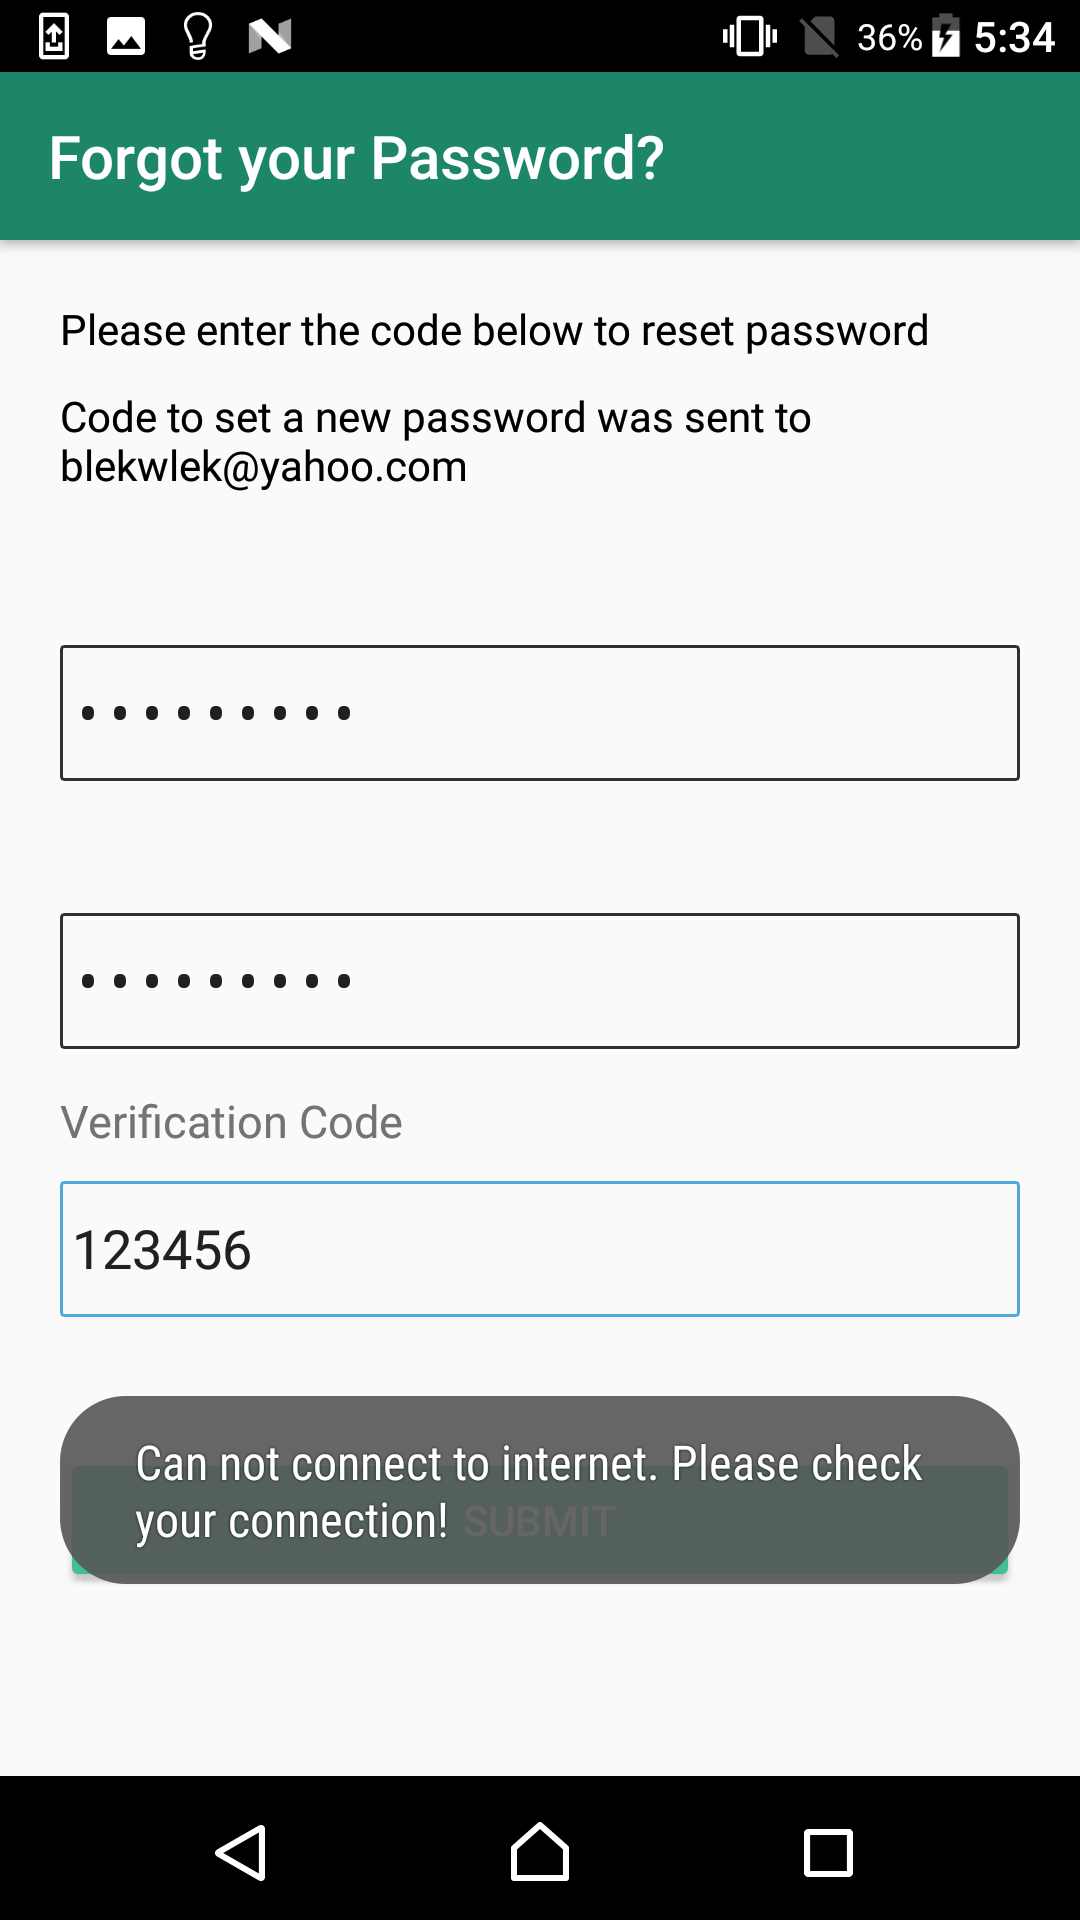 36% 5:34
Forgot your Password?
Please enter the code below to reset password
Code to set a new password was sent to
blekwlek@yahoo.com
•••••••••
•••••••••
Verification Code
123456
Can not connect to internet. Please check
your connection!
SUBMIT